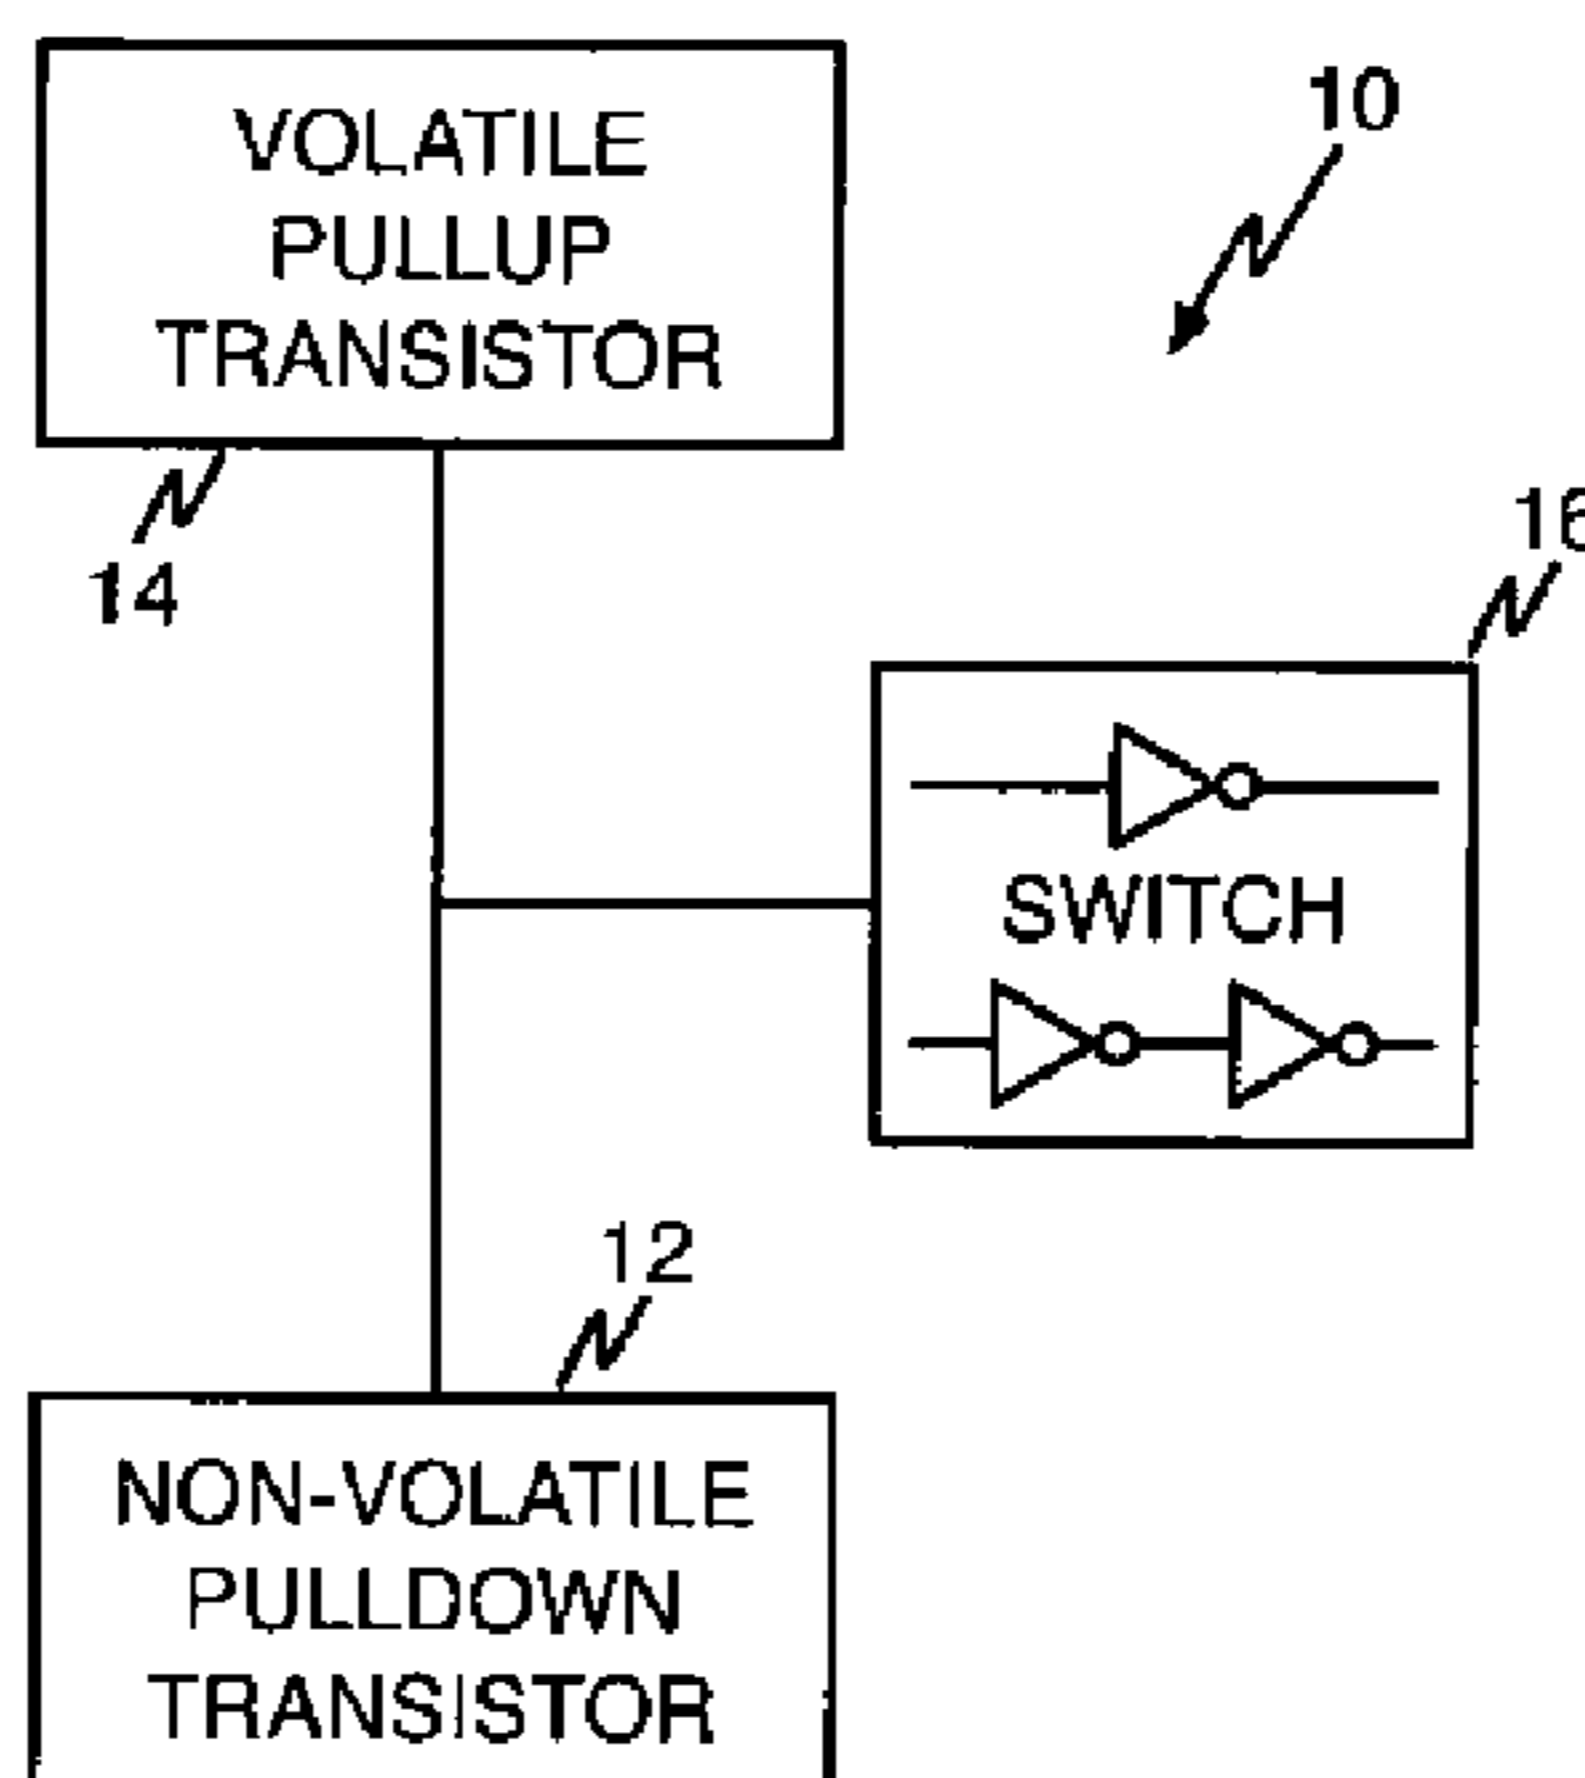 VOLATILE
PULLUP
TRANSISTOR
10
14
16
SWITCH
12
NON-VOLATILE
PULLDOWN
TRANSISTOR